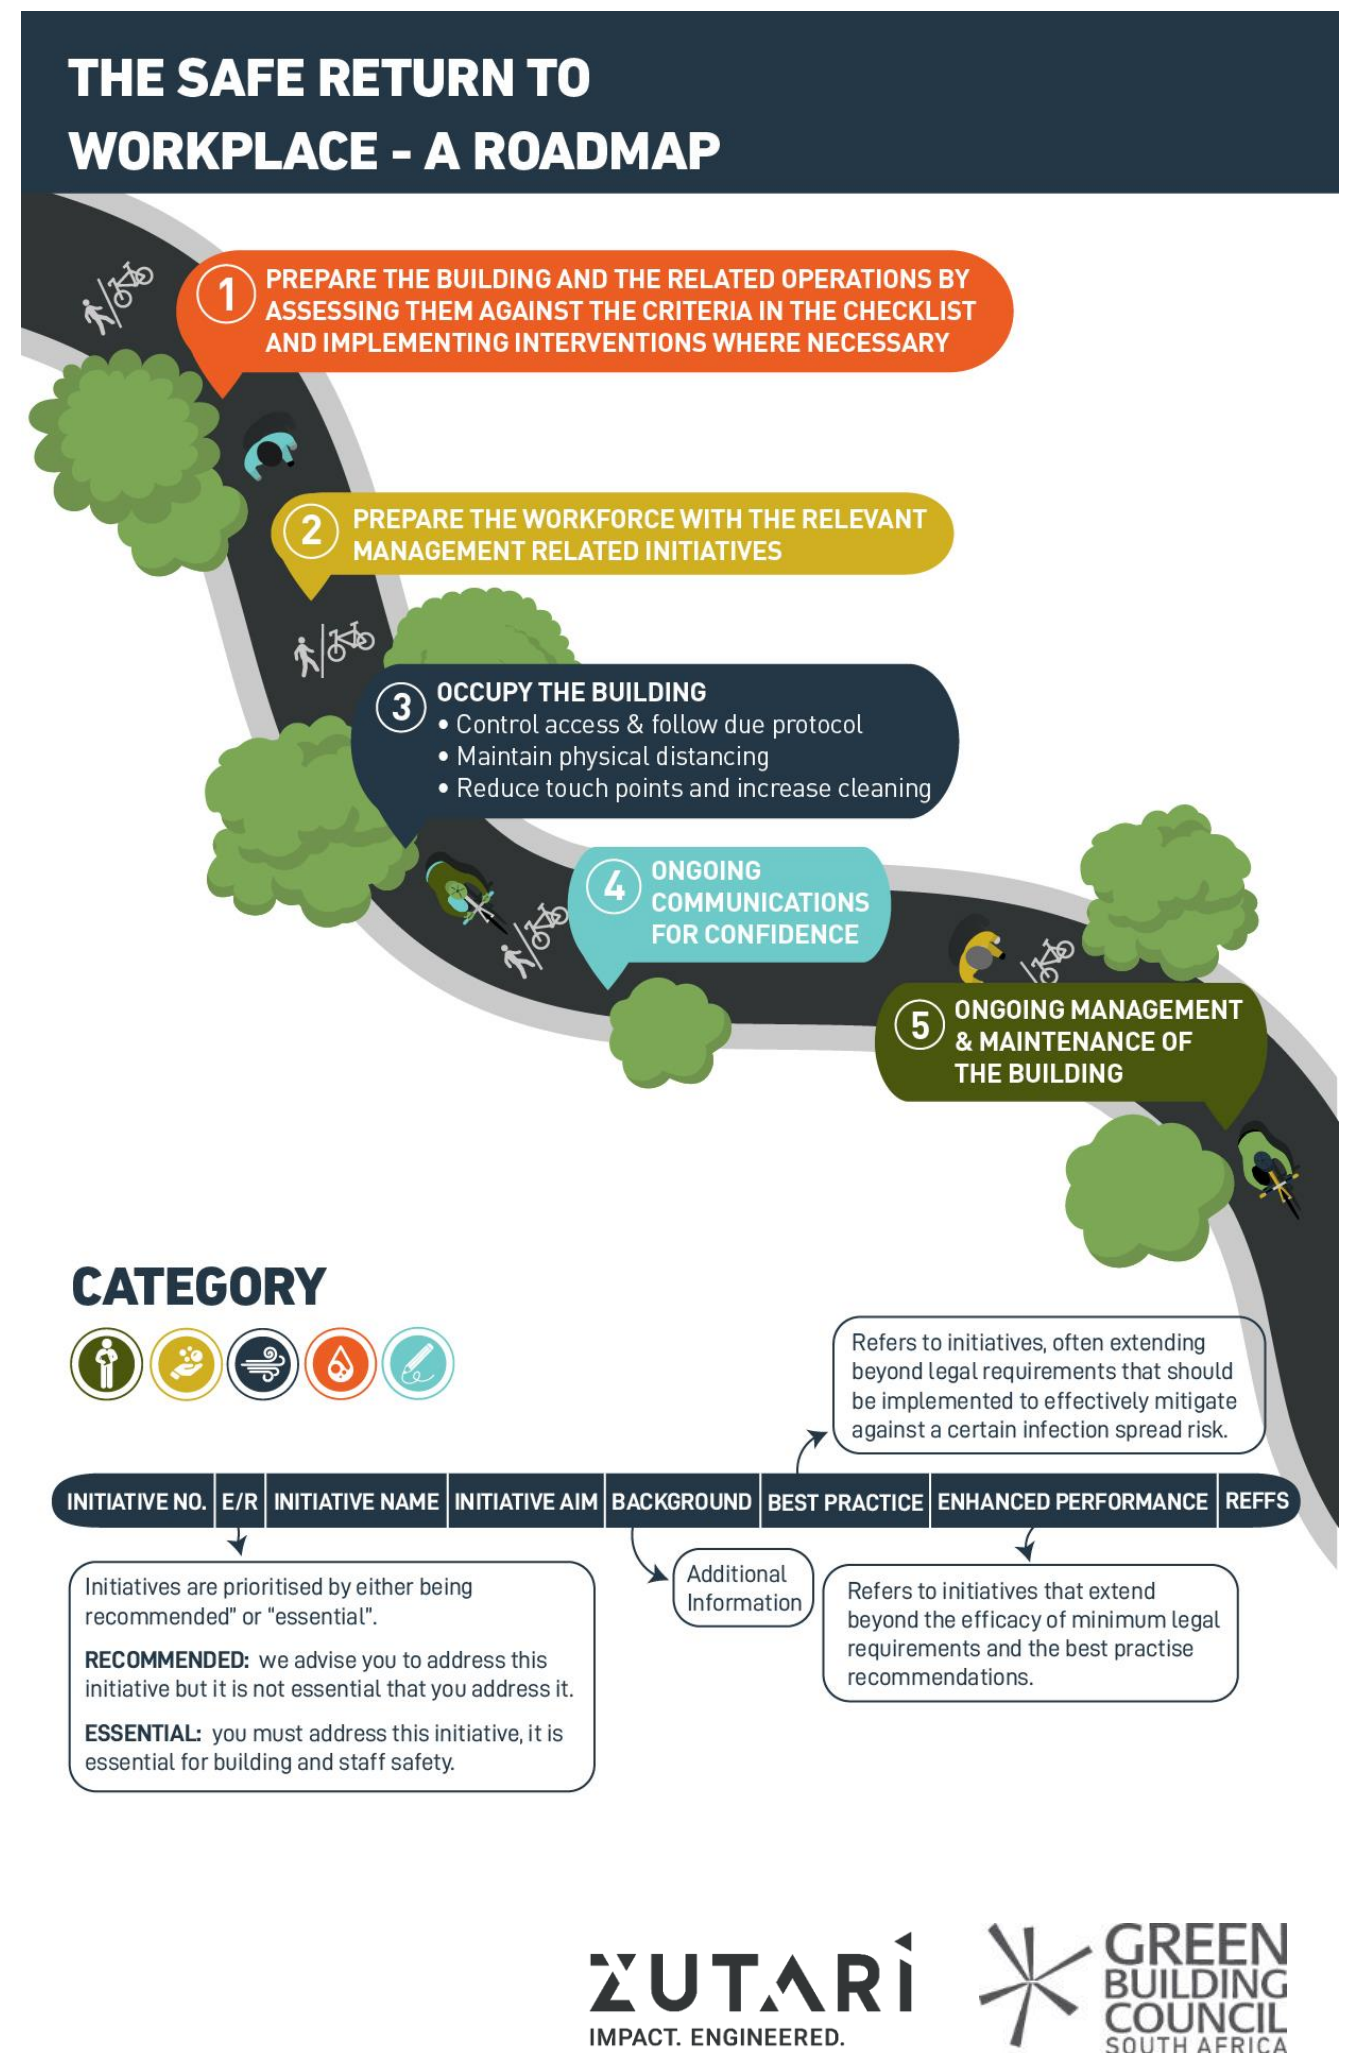 THE SAFE RETURN TO
WORKPLACE - A ROADMAP
1
PREPARE THE BUILDING AND THE RELATED OPERATIONS BY
ASSESSING THEM AGAINST THE CRITERIA IN THE CHECKLIST
AND IMPLEMENTING INTERVENTIONS WHERE NECESSARY
2
PREPARE THE WORKFORCE WITH THE RELEVANT
MANAGEMENT RELATED INITIATIVES
3
OCCUPY THE BUILDING
• Control access & follow due protocol
• Maintain physical distancing
• Reduce touch points and increase cleaning
4
ONGOING
COMMUNICATIONS
FOR CONFIDENCE
5
ONGOING MANAGEMENT
& MAINTENANCE OF
THE BUILDING
CATEGORY
Refers to initiatives, often extending
beyond legal requirements that should
be implemented to effectively mitigate
against a certain infection spread risk.
INITIATIVE NO. E/R INITIATIVE NAME INITIATIVE AIM BACKGROUND BEST PRACTICE ENHANCED PERFORMANCE REFFS
Initiatives are prioritised by either being
recommended” or “essential”.
RECOMMENDED: we advise you to address this
initiative but it is not essential that you address it.
ESSENTIAL: you must address this initiative, it is
essential for building and staff safety.
Additional
Information
Refers to initiatives that extend
beyond the efficacy of minimum legal
requirements and the best practise
recommendations.
ZUTARI
IMPACT. ENGINEERED.
GREEN
BUILDING
COUNCIL
SOUTH AFRICA